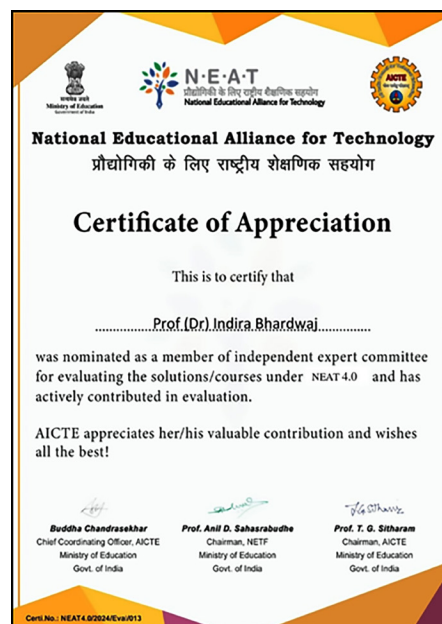 सत्यमेव जयते
Ministry of Education
Government of India
N·E·A·T
प्रौद्योगिकी के लिए राष्ट्रीय शैक्षणिक सहयोग
National Educational Alliance for Technology
AICTE
National Educational Alliance for Technology
प्रौद्योगिकी के लिए राष्ट्रीय शैक्षणिक सहयोग
Certificate of Appreciation
This is to certify that
Prof (Dr) Indira Bhardwaj
was nominated as a member of independent expert committee
for evaluating the solutions/courses under NEAT 4.0 and has
actively contributed in evaluation.
AICTE appreciates her/his valuable contribution and wishes
all the best!
Buddha Chandrasekhar
Chief Coordinating Officer, AICTE
Ministry of Education
Govt. of India
Prof. Anil D. Sahasrabudhe
Chairman, NETF
Ministry of Education
Govt. of India
Prof. T. G. Sitharam
Chairman, AICTE
Ministry of Education
Govt. of India
Certi.No.: NEAT4.0/2024/Eval/013